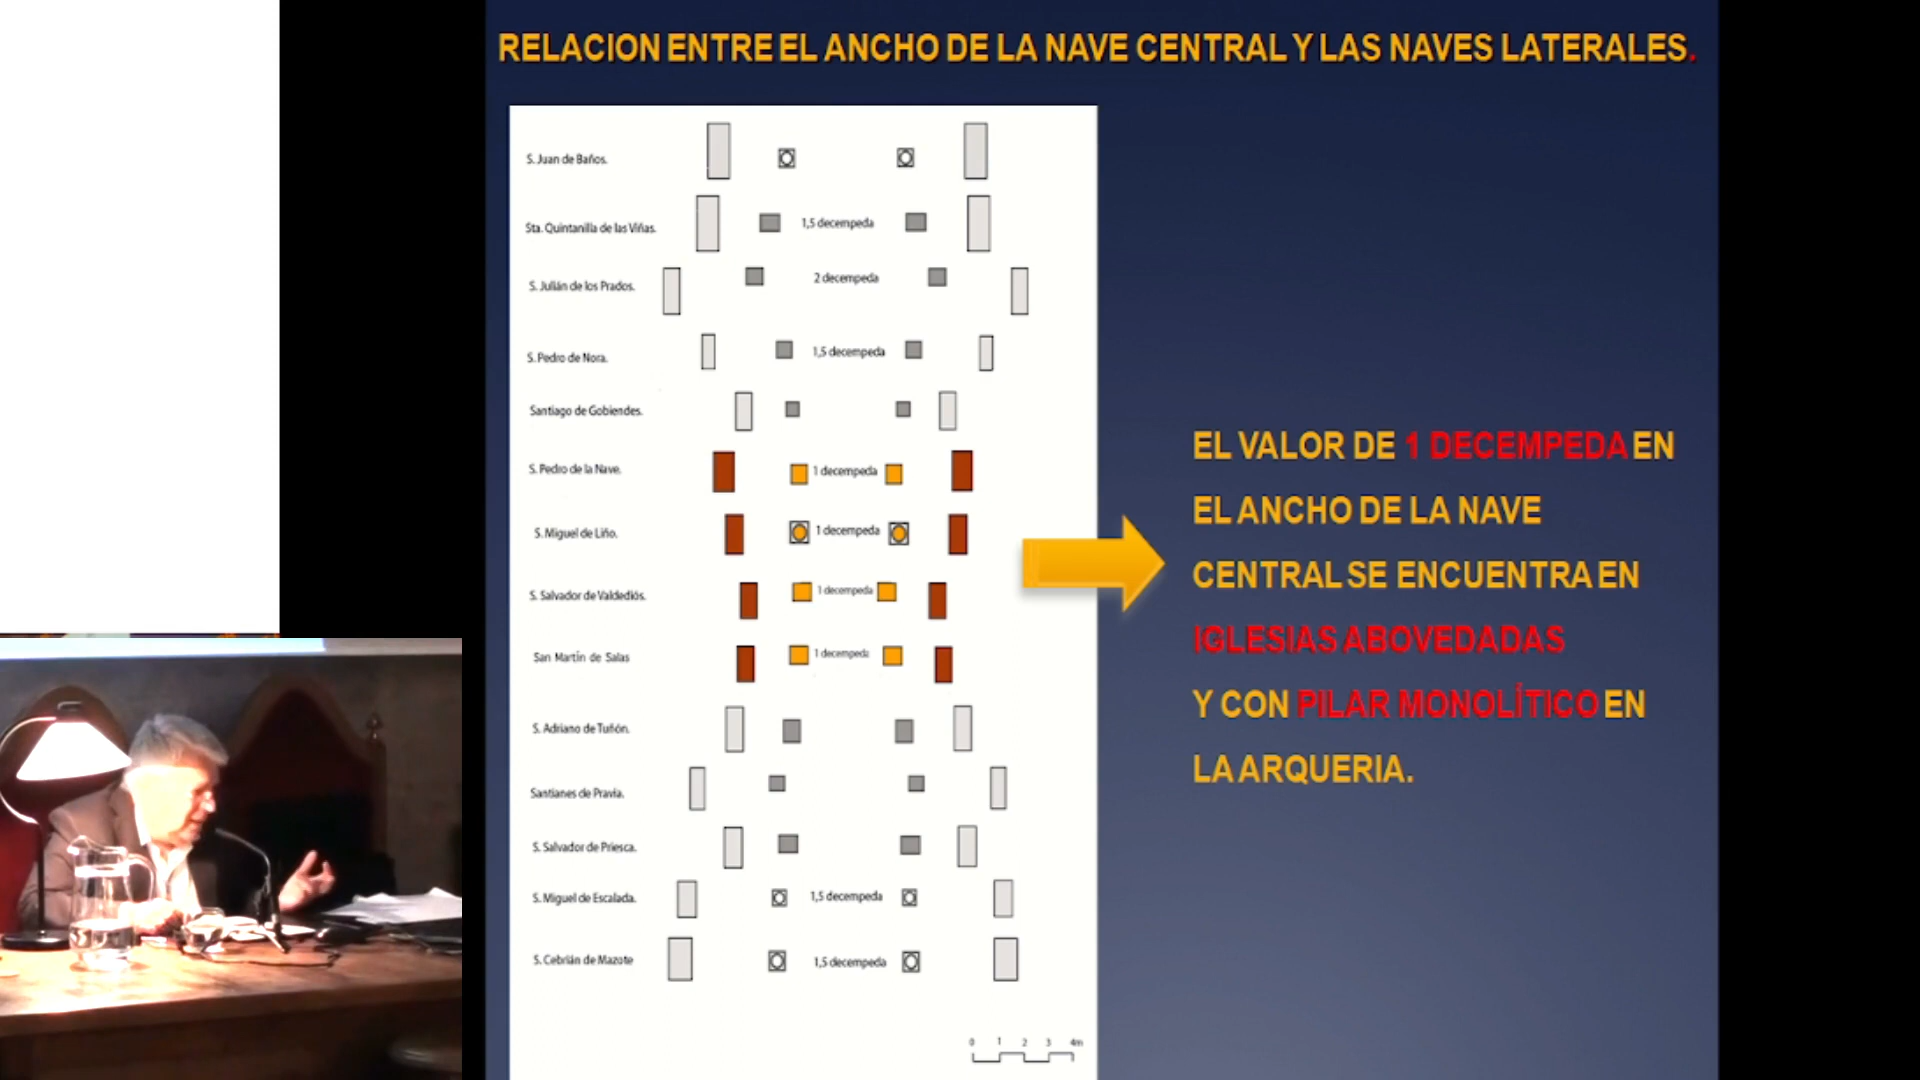 RELACION ENTRE EL ANCHO DE LA NAVE CENTRAL Y LAS NAVES LATERALES.
S. Juan de Baños.
Sta. Quintanilla de las Viñas. 1,5 decempeda
S. Julián de los Prados. 2 decempeda
S. Pedro de Nora. 1,5 decempeda
Santiago de Gobiendes.
S. Pedro de la Nave. 1 decempeda
S. Miguel de Liño. 1 decempeda
S. Salvador de Valdediós. 1 decempeda
San Martín de Salas 1 decempeda
S. Adriano de Tuñón.
Santianes de Pravia.
S. Salvador de Priesca.
S. Miguel de Escalada. 1,5 decempeda
S. Cebrián de Mazote 1,5 decempeda
0 1 2 3 4m
EL VALOR DE 1 DECEMPEDA EN
EL ANCHO DE LA NAVE
CENTRAL SE ENCUENTRA EN
IGLESIAS ABOVEDADAS
Y CON PILAR MONOLÍTICO EN
LA ARQUERIA.